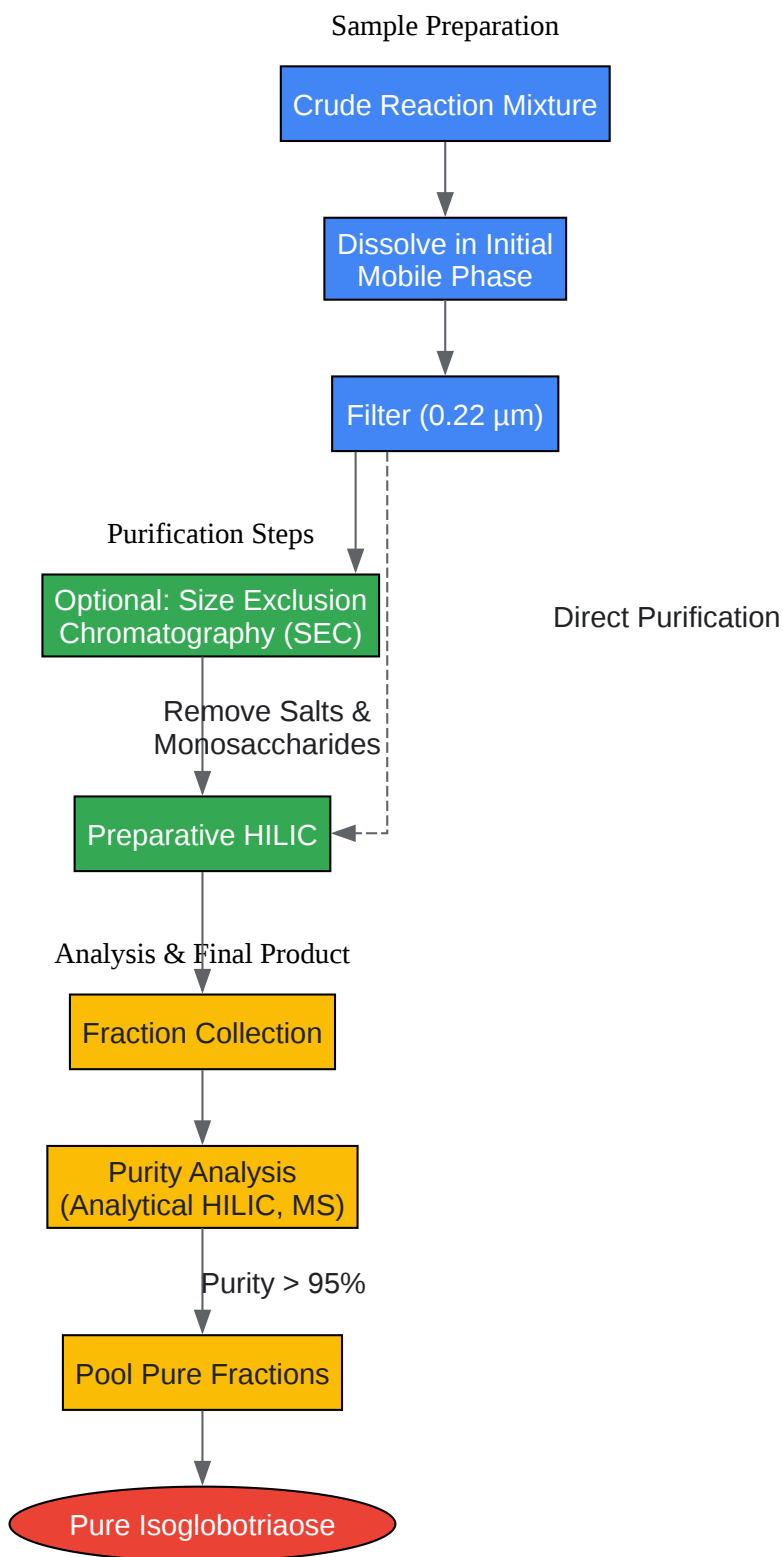 Sample Preparation
Crude Reaction Mixture
Dissolve in Initial
Mobile Phase
Filter (0.22 µm)
Purification Steps
Optional: Size Exclusion
Chromatography (SEC)
Direct Purification
Remove Salts &
Monosaccharides
Preparative HILIC
Analysis & Final Product
Fraction Collection
Purity Analysis
(Analytical HILIC, MS)
Purity > 95%
Pool Pure Fractions
Pure Isoglobotriaose